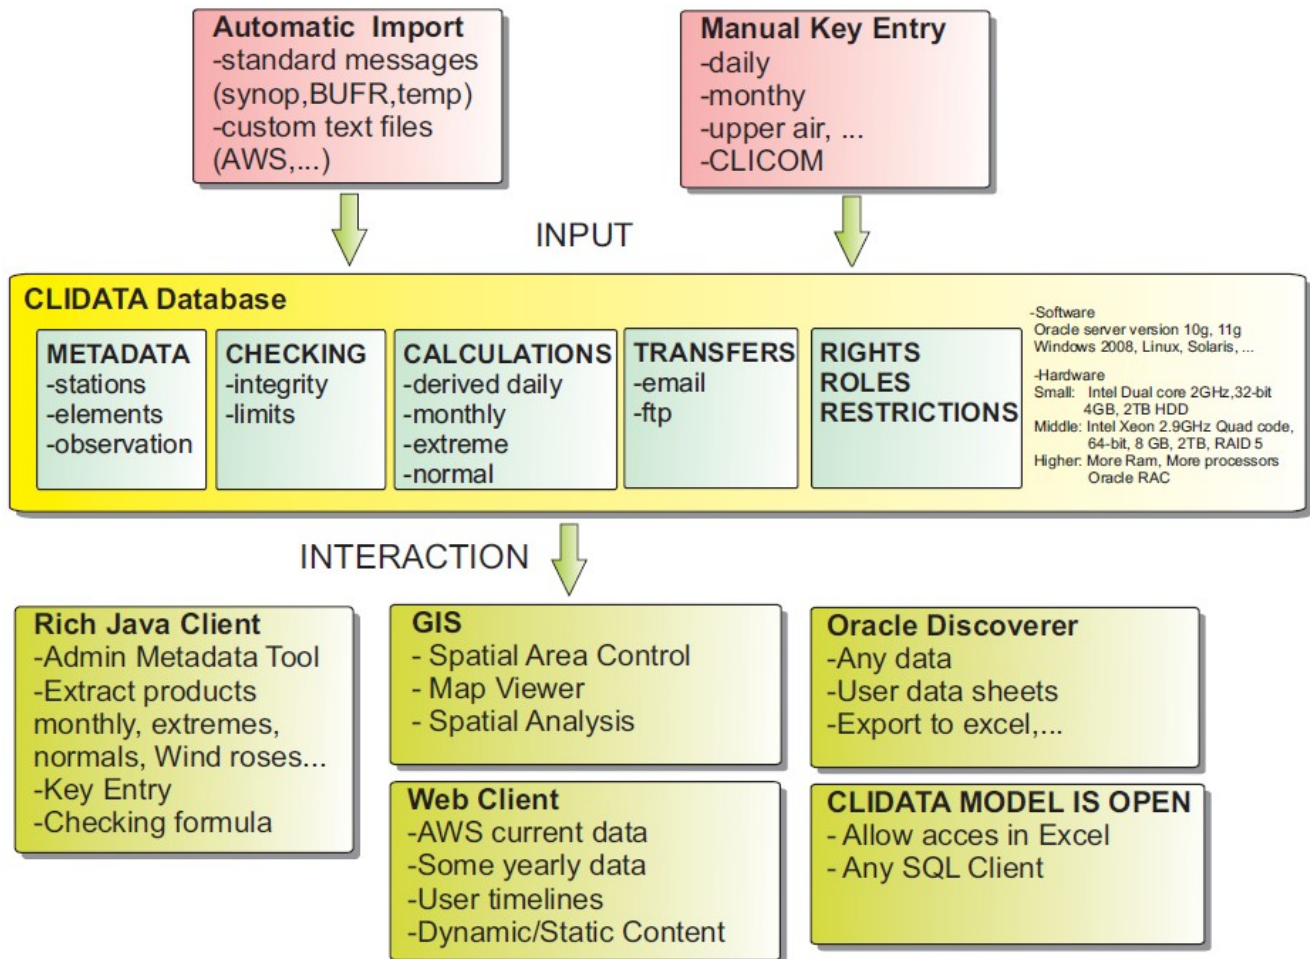 Automatic Import
-standard messages
(synop,BUFR,temp)
-custom text files
(AWS,...)
Manual Key Entry
-daily
-monthy
-upper air, ...
-CLICOM
INPUT
CLIDATA Database
METADATA
-stations
-elements
-observation
CHECKING
-integrity
-limits
CALCULATIONS
-derived daily
-monthly
-extreme
-normal
TRANSFERS
-email
-ftp
RIGHTS
ROLES
RESTRICTIONS
-Software
Oracle server version 10g, 11g
Windows 2008, Linux, Solaris, ...
-Hardware
Small: Intel Dual core 2GHz,32-bit
4GB, 2TB HDD
Middle: Intel Xeon 2.9GHz Quad code,
64-bit, 8 GB, 2TB, RAID 5
Higher: More Ram, More processors
Oracle RAC
INTERACTION
Rich Java Client
-Admin Metadata Tool
-Extract products
monthly, extremes,
normals, Wind roses...
-Key Entry
-Checking formula
GIS
- Spatial Area Control
- Map Viewer
- Spatial Analysis
Oracle Discoverer
-Any data
-User data sheets
-Export to excel,...
Web Client
-AWS current data
-Some yearly data
-User timelines
-Dynamic/Static Content
CLIDATA MODEL IS OPEN
- Allow acces in Excel
- Any SQL Client